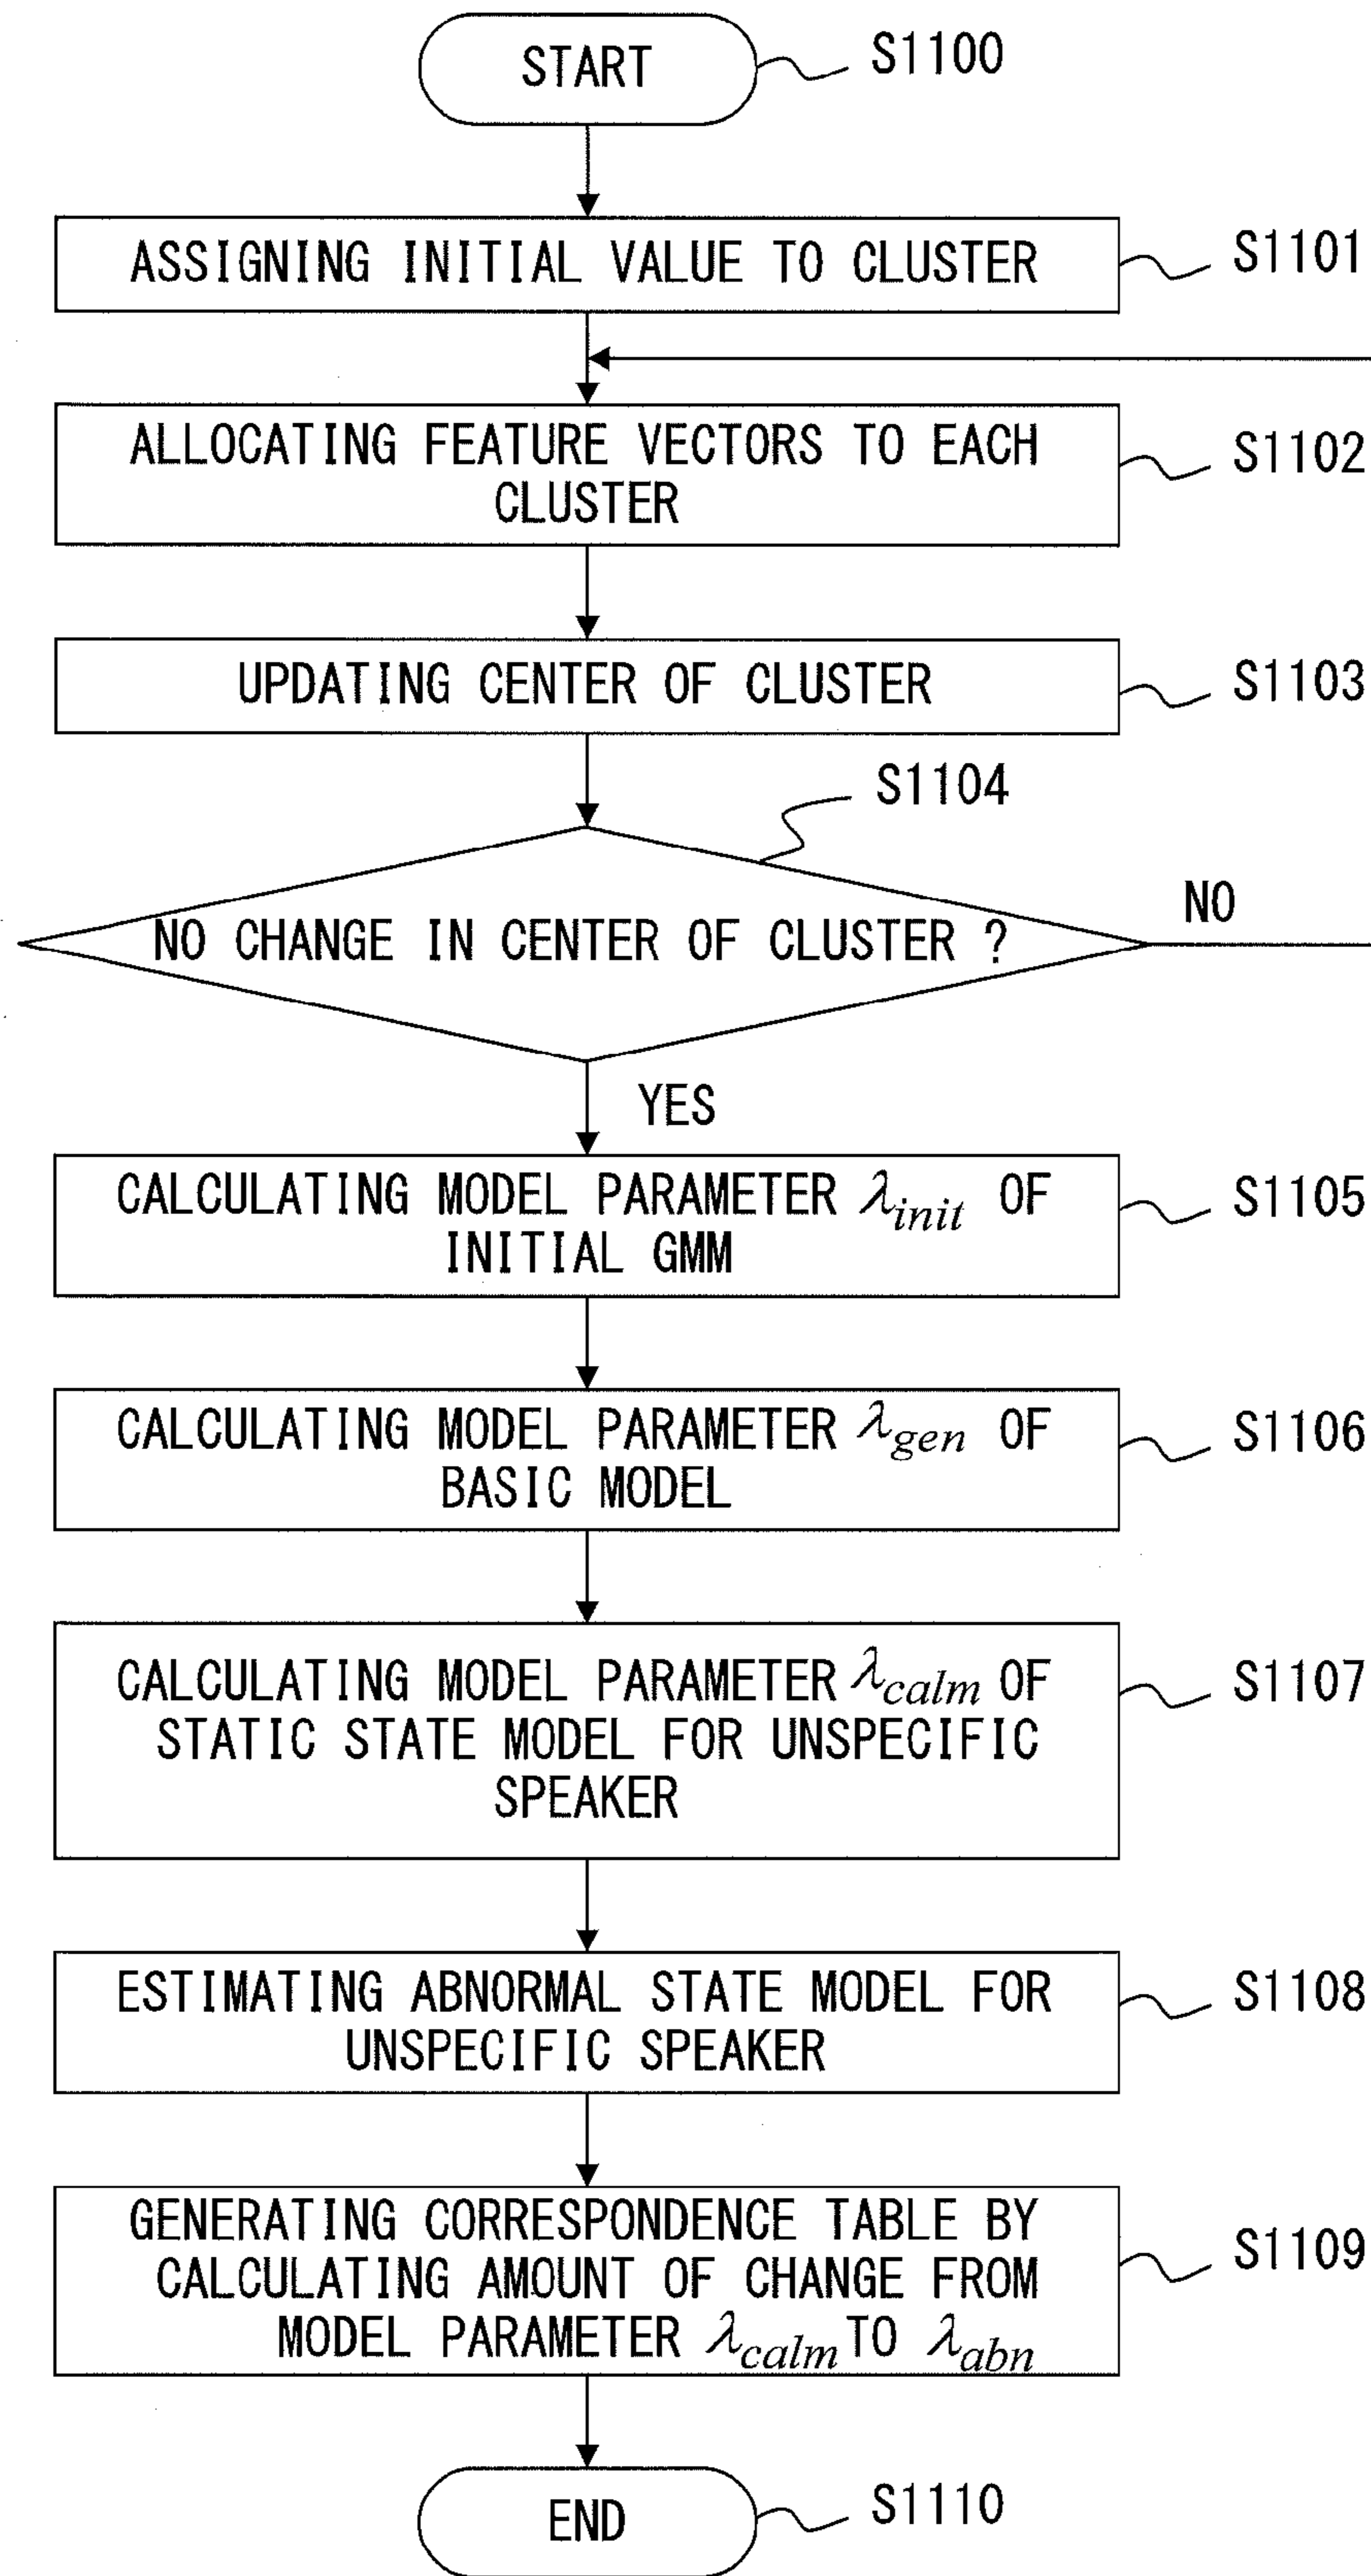 START
S1100
ASSIGNING INITIAL VALUE TO CLUSTER
S1101
ALLOCATING FEATURE VECTORS TO EACH
CLUSTER
S1102
UPDATING CENTER OF CLUSTER
S1103
S1104
NO CHANGE IN CENTER OF CLUSTER ?
NO
YES
CALCULATING MODEL PARAMETER λinit OF
INITIAL GMM
S1105
CALCULATING MODEL PARAMETER λgen OF
BASIC MODEL
S1106
CALCULATING MODEL PARAMETER λcalm OF
STATIC STATE MODEL FOR UNSPECIFIC
SPEAKER
S1107
ESTIMATING ABNORMAL STATE MODEL FOR
UNSPECIFIC SPEAKER
S1108
GENERATING CORRESPONDENCE TABLE BY
CALCULATING AMOUNT OF CHANGE FROM
MODEL PARAMETER λcalm TO λabn
S1109
END
S1110